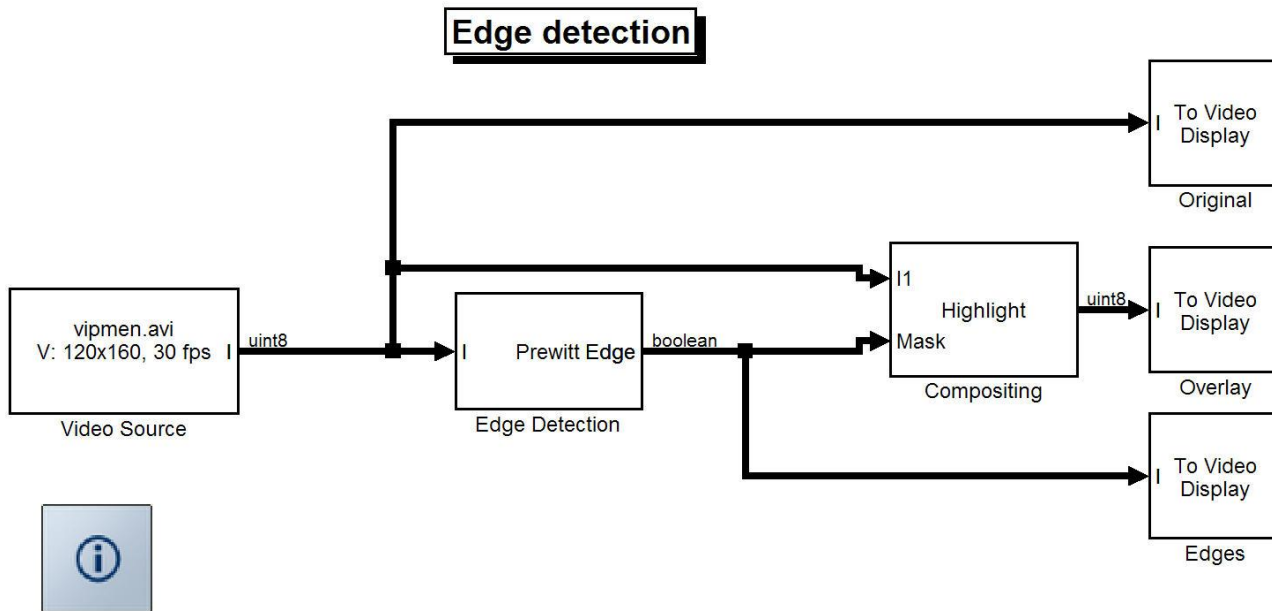 Edge detection
I To Video
Display
Original
vipmen.avi
V: 120x160, 30 fps I
Video Source
uint8
I Prewitt Edge
Edge Detection
boolean
I1
Highlight
Mask
Compositing
uint8
I To Video
Display
Overlay
I To Video
Display
Edges
i